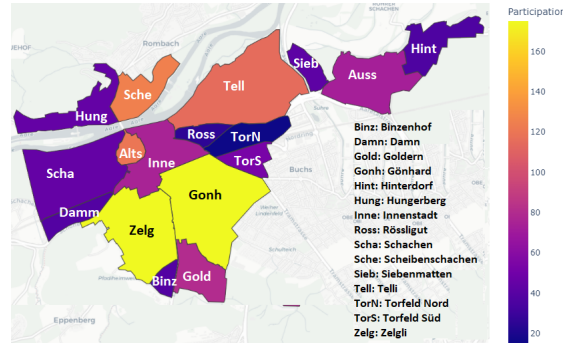 Participation
SCHACHEN
Rombach
Hint
Sieb
Auss
Tell
Sche
Hung
Ross
TorN
Alts
Inne
TorS
Scha
Buchs
Gonh
Damm
Zelg
Binz
Gold
Eppenberg
Binz: Binzenhof
Damn: Damn
Gold: Goldern
Gonh: Gönhard
Hint: Hinterdorf
Hung: Hungerberg
Inne: Innenstadt
Ross: Rössligut
Scha: Schachen
Sche: Scheibenschachen
Sieb: Siebenmatten
Tell: Telli
TorN: Torfeld Nord
TorS: Torfeld Süd
Zelg: Zelgli
160
140
120
100
80
60
40
20